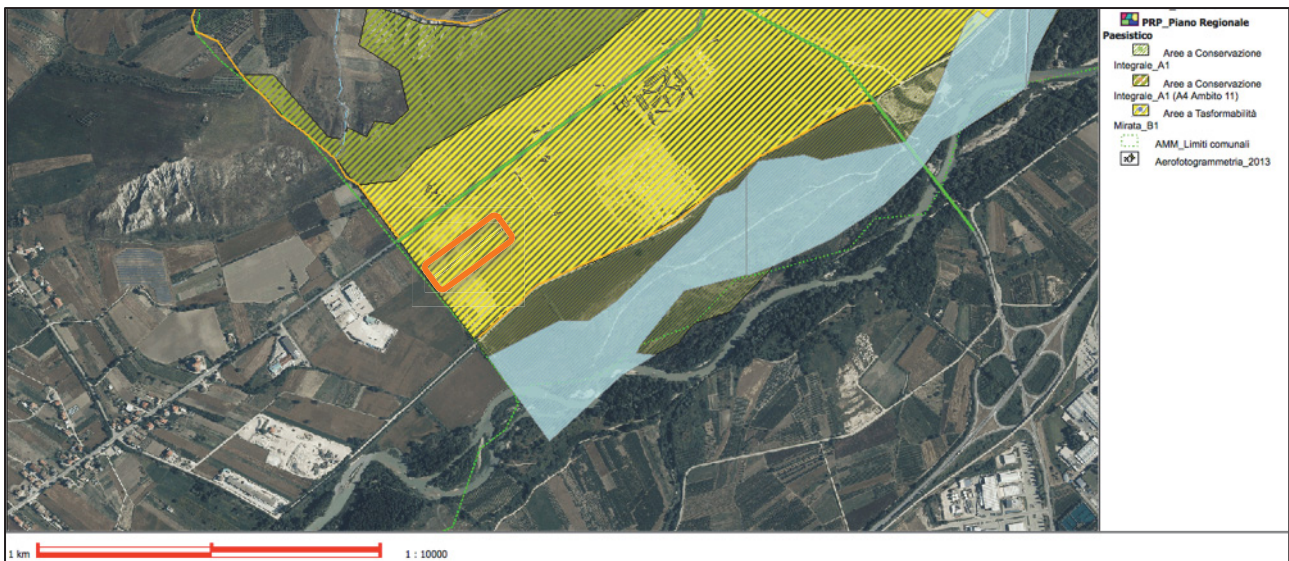 PRP_Piano Regionale
Paesistico
Aree a Conservazione
Integrale_A1
Aree a Conservazione
Integrale_A1 (A4 Ambito 11)
Aree a Tasformabilità
Mirata_B1
AMM_Limiti comunali
Aerofotogrammetria_2013
1 km
1 : 10000